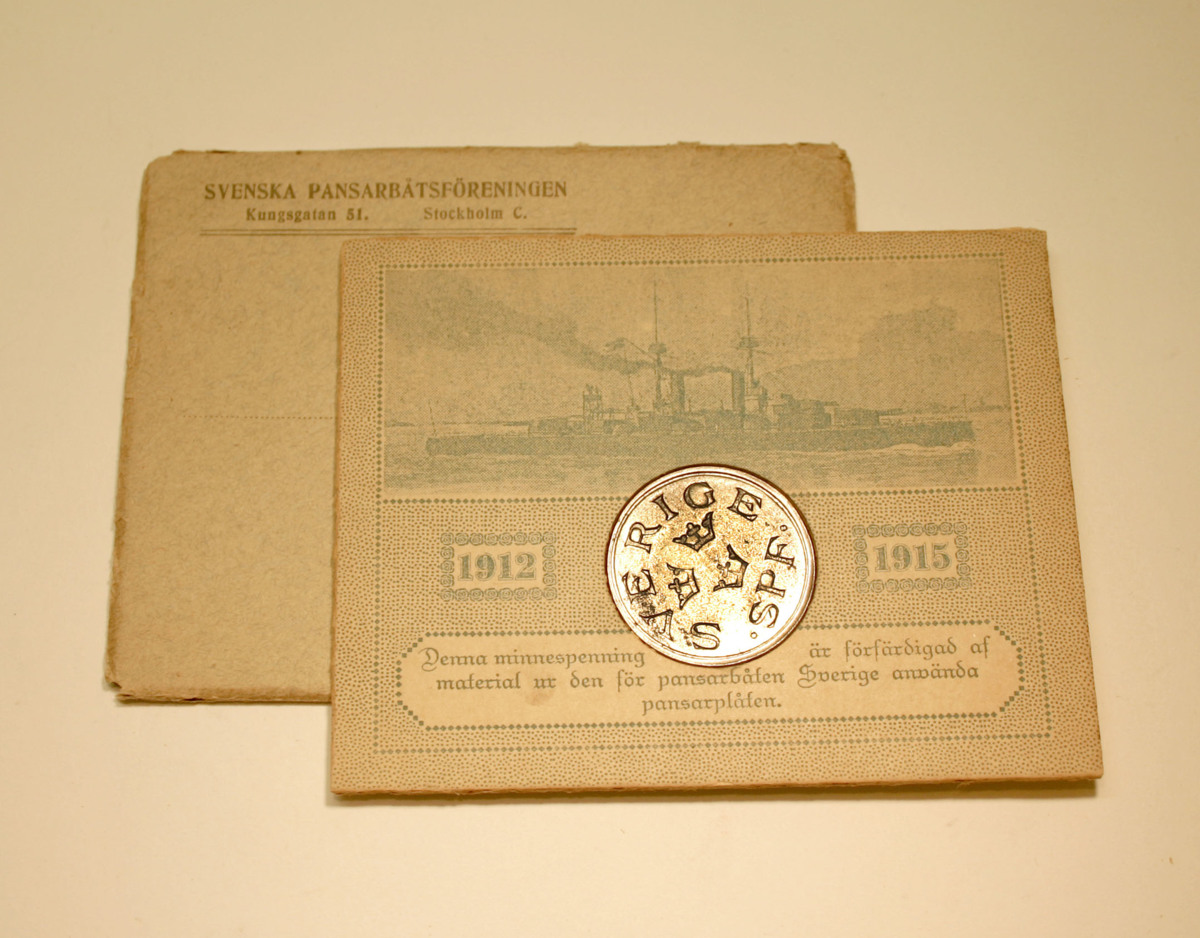 SVENSKA PANSARBÅTSFÖRENINGEN
Kungsgatan 51. Stockholm C.
SVERIGE
S
·SPF·
1912
1915
Denna minnespenning är förfärdigad af
material ur den för pansarbåten Sverige använda
pansarplåten.